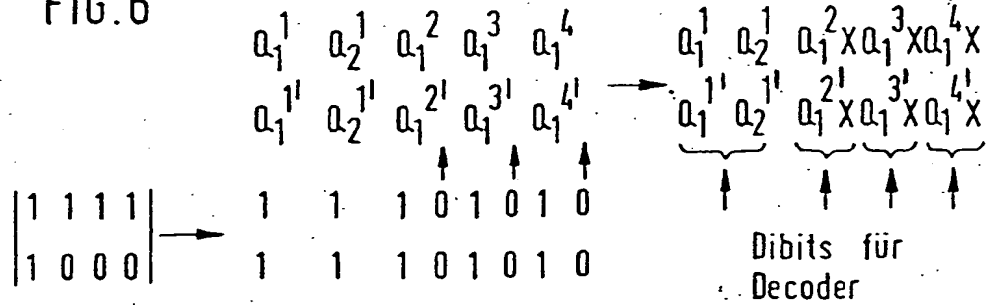 FIG. 6
a₁¹ a₂¹ a₁² a₁³ a₁⁴ a₁¹ a₂¹ a₁²x a₁³x a₁⁴x
a₁¹' a₂¹' a₁²' a₁³' a₁⁴' a₁¹' a₂¹' a₁²'x a₁³'x a₁⁴'x
1 1 1 1 1 1 1 0 1 0 1 0
1 0 0 0 1 1 1 0 1 0 1 0
Dibits für
Decoder